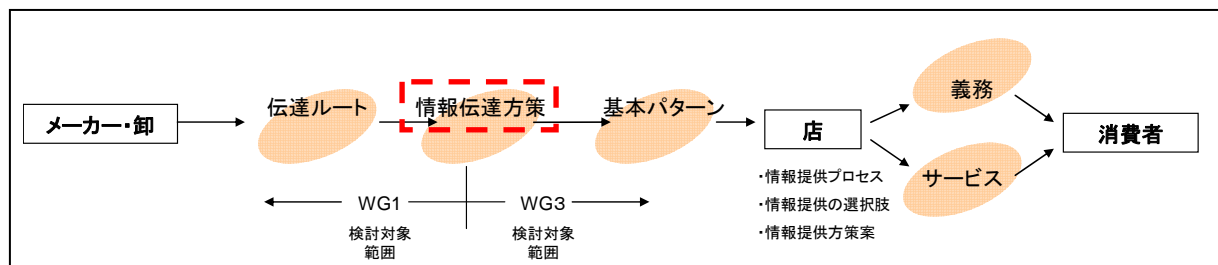 メーカー・卸
伝達ルート
情報伝達方策
基本パターン
店
義務
サービス
消費者
・情報提供プロセス
・情報提供の選択肢
・情報提供方策案
WG1
検討対象
範囲
WG3
検討対象
範囲